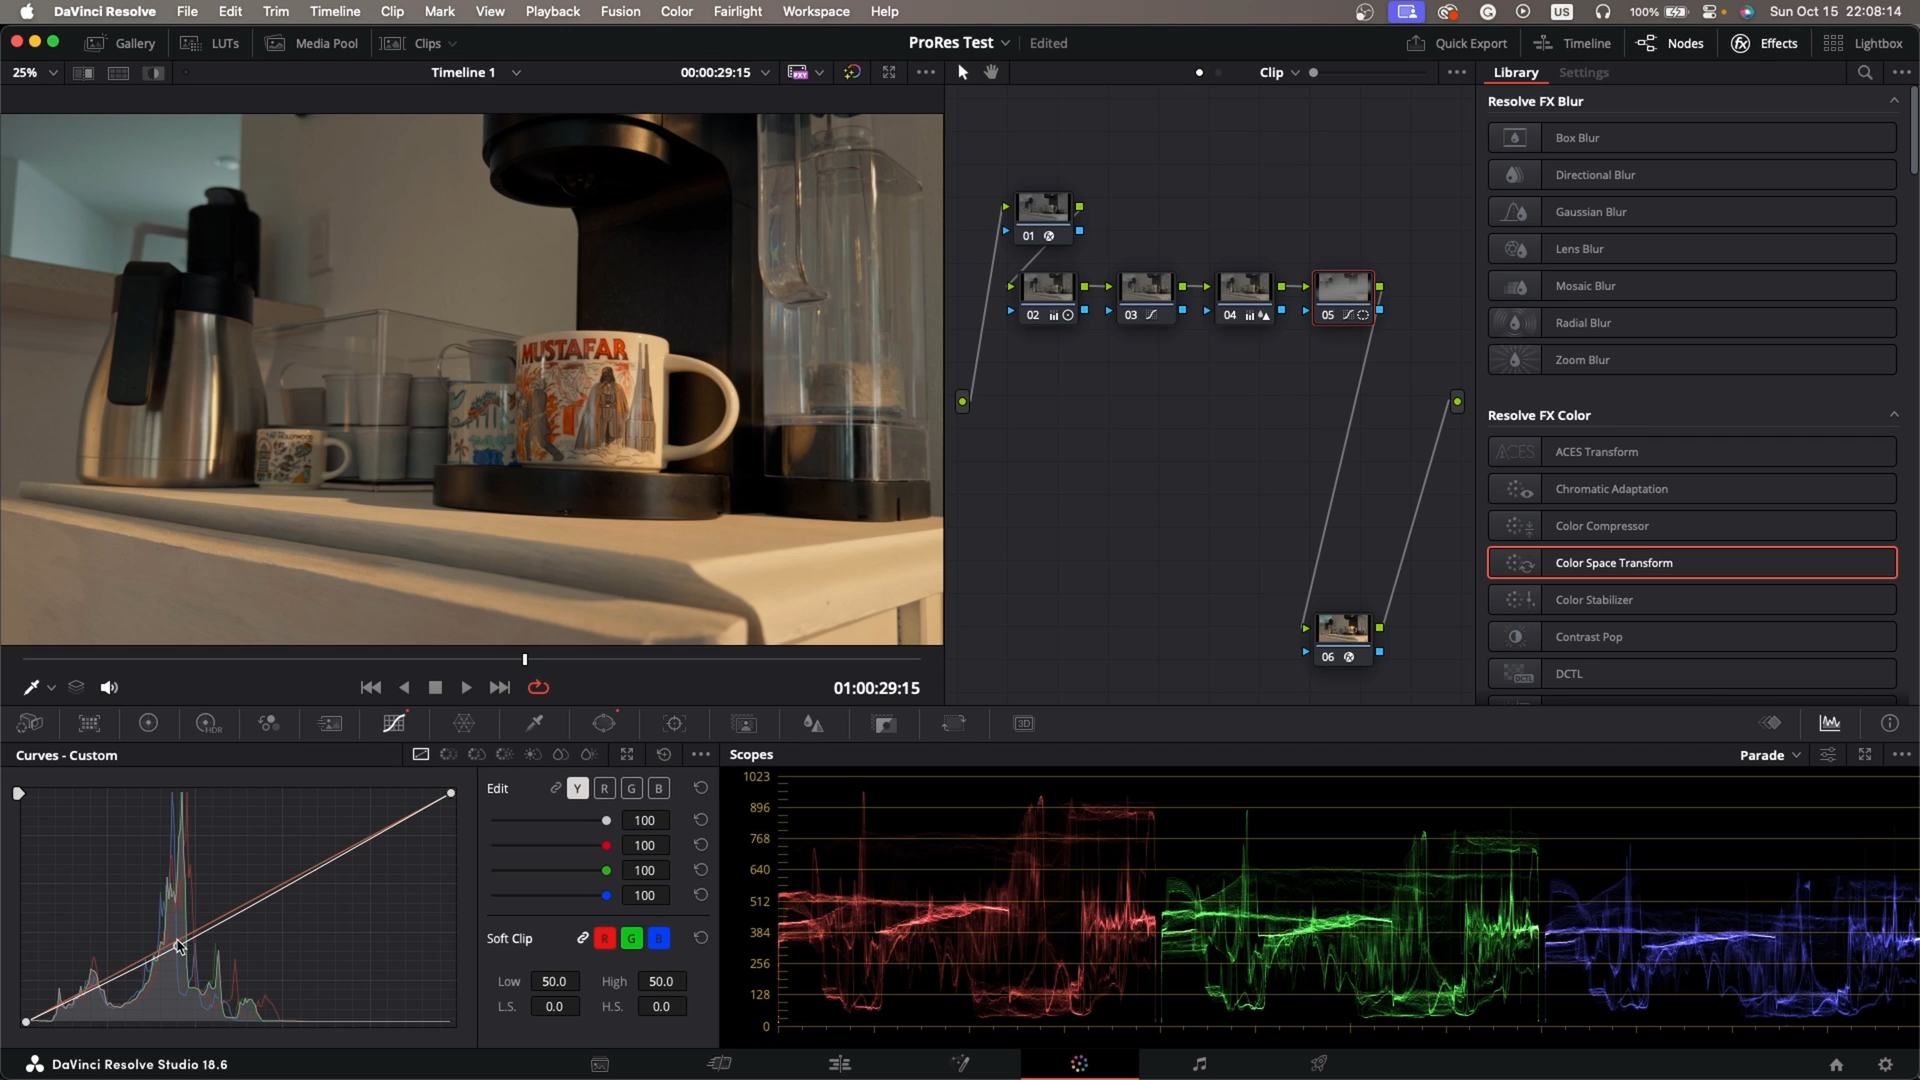 DaVinci Resolve File Edit Trim Timeline Clip Mark View Playback Fusion Color Fairlight Workspace Help US 100% Sun Oct 15 22:08:14
Gallery LUTs Media Pool Clips ProRes Test Edited Quick Export Timeline Nodes Effects Lightbox
25% Timeline 1 00:00:29:15 PXY Clip Library Settings
Resolve FX Blur
Box Blur
Directional Blur
Gaussian Blur
Lens Blur
Mosaic Blur
Radial Blur
Zoom Blur
Resolve FX Color
ACES ACES Transform
Chromatic Adaptation
Color Compressor
Color Space Transform
Color Stabilizer
Contrast Pop
DCTL DCTL
01
02 03 04 05
06
MUSTAFAR
HOLLYWOOD
01:00:29:15
HDR 3D
Curves - Custom
Edit Y R G B
100
100
100
100
Soft Clip R G B
Low 50.0 High 50.0
L.S. 0.0 H.S. 0.0
Scopes Parade
1023
896
768
640
512
384
256
128
0
DaVinci Resolve Studio 18.6